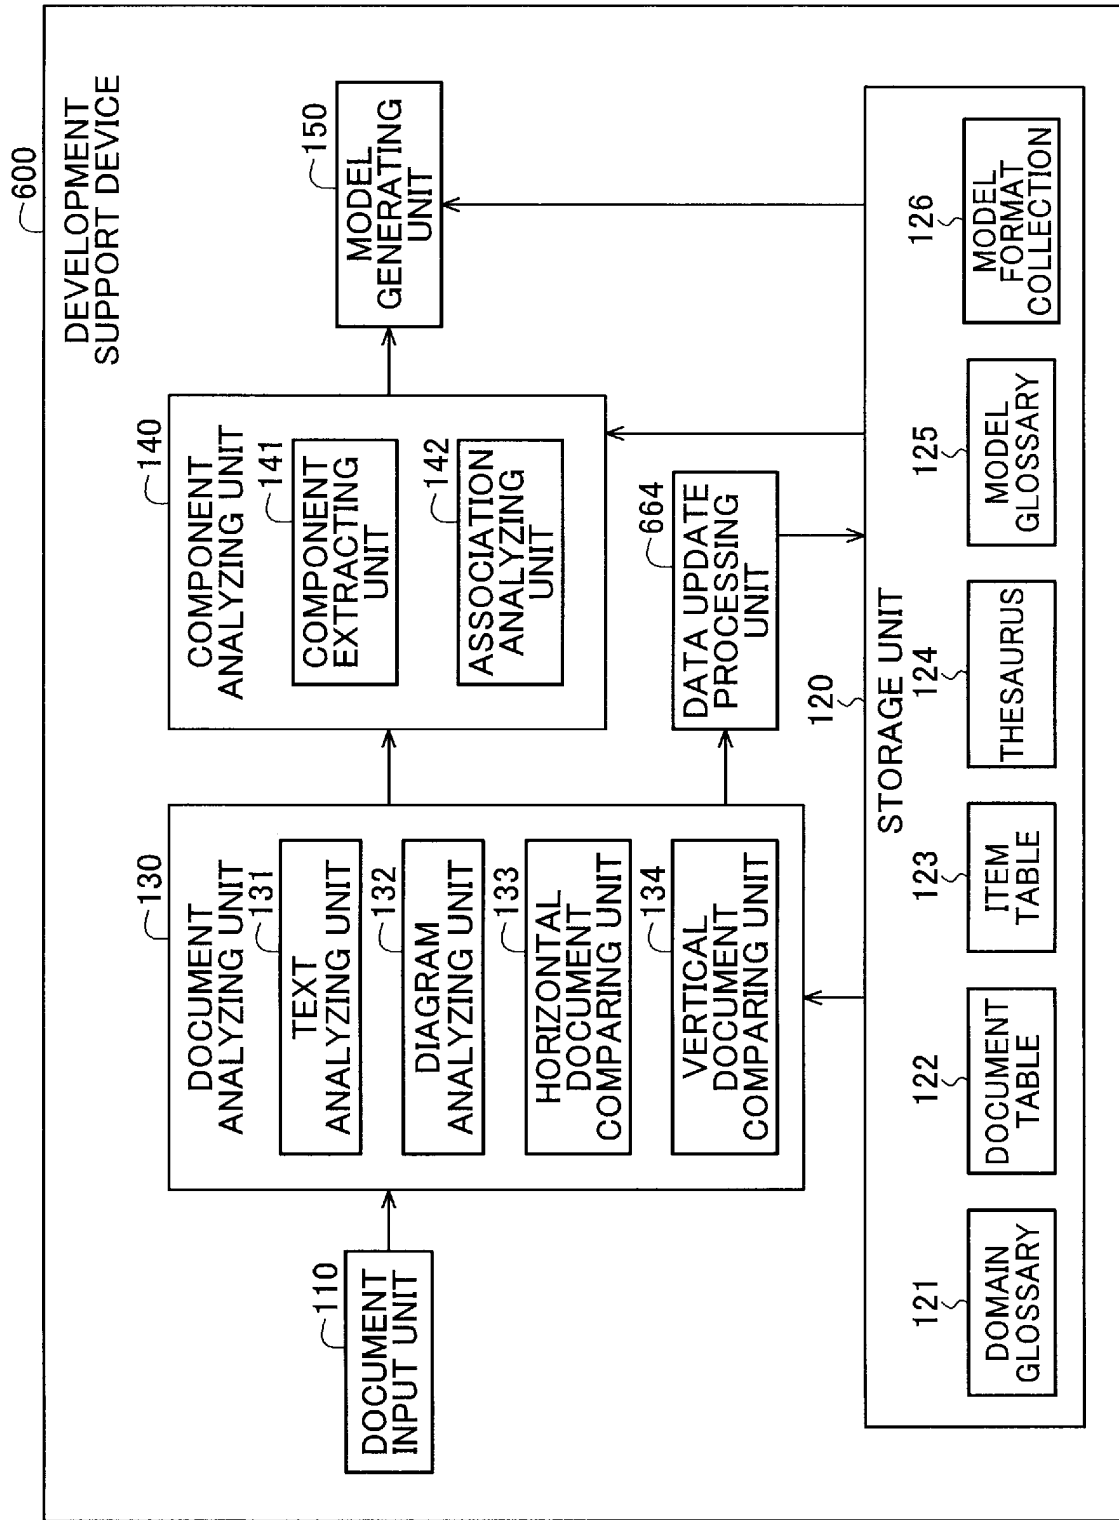 600
DEVELOPMENT
SUPPORT DEVICE
110
DOCUMENT
INPUT UNIT
130
DOCUMENT
ANALYZING UNIT
131
TEXT
ANALYZING UNIT
132
DIAGRAM
ANALYZING UNIT
133
HORIZONTAL
DOCUMENT
COMPARING UNIT
134
VERTICAL
DOCUMENT
COMPARING UNIT
140
COMPONENT
ANALYZING UNIT
141
COMPONENT
EXTRACTING
UNIT
142
ASSOCIATION
ANALYZING
UNIT
150
MODEL
GENERATING
UNIT
664
DATA UPDATE
PROCESSING
UNIT
120
STORAGE UNIT
121
DOMAIN
GLOSSARY
122
DOCUMENT
TABLE
123
ITEM
TABLE
124
THESAURUS
125
MODEL
GLOSSARY
126
MODEL
FORMAT
COLLECTION